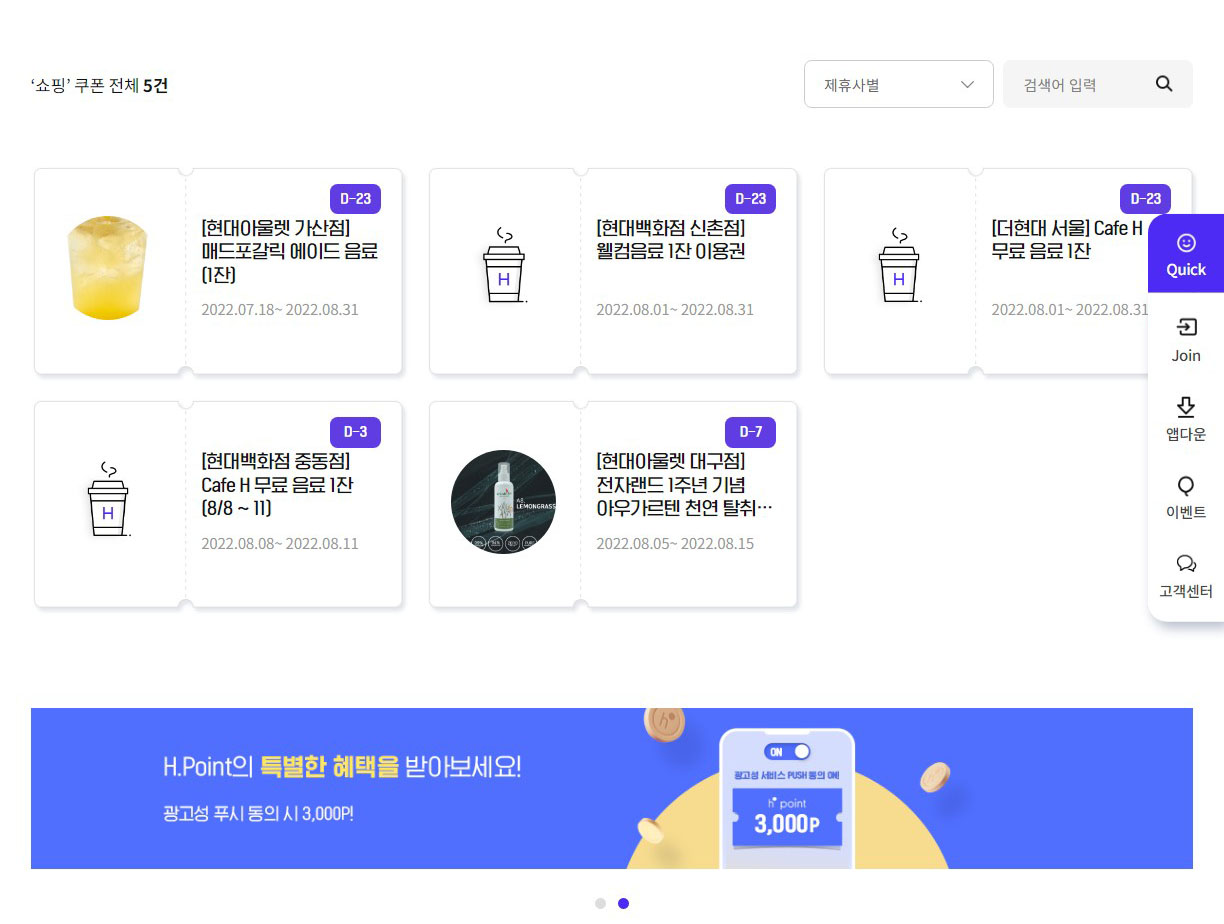 ‘쇼핑’ 쿠폰 전체 5건
제휴사별
검색어 입력
D-23
[현대아울렛 가산점]
매드포갈릭 에이드 음료
(1잔)
2022.07.18~ 2022.08.31
D-23
[현대백화점 신촌점]
웰컴음료 1잔 이용권
H
2022.08.01~ 2022.08.31
D-23
[더현대 서울] Cafe H
무료 음료 1잔
H
2022.08.01~ 2022.08.31
Quick
Join
앱다운
이벤트
고객센터
D-3
[현대백화점 중동점]
Cafe H 무료 음료 1잔
(8/8 ~ 11)
H
2022.08.08~ 2022.08.11
D-7
[현대아울렛 대구점]
전자랜드 1주년 기념
아우가르텐 천연 탈취…
LEMONGRASS
2022.08.05~ 2022.08.15
H.Point의 특별한 혜택을 받아보세요!
광고성 푸시 동의 시 3,000P!
h
ON
광고성 서비스 PUSH 동의 ON!
h point
3,000P